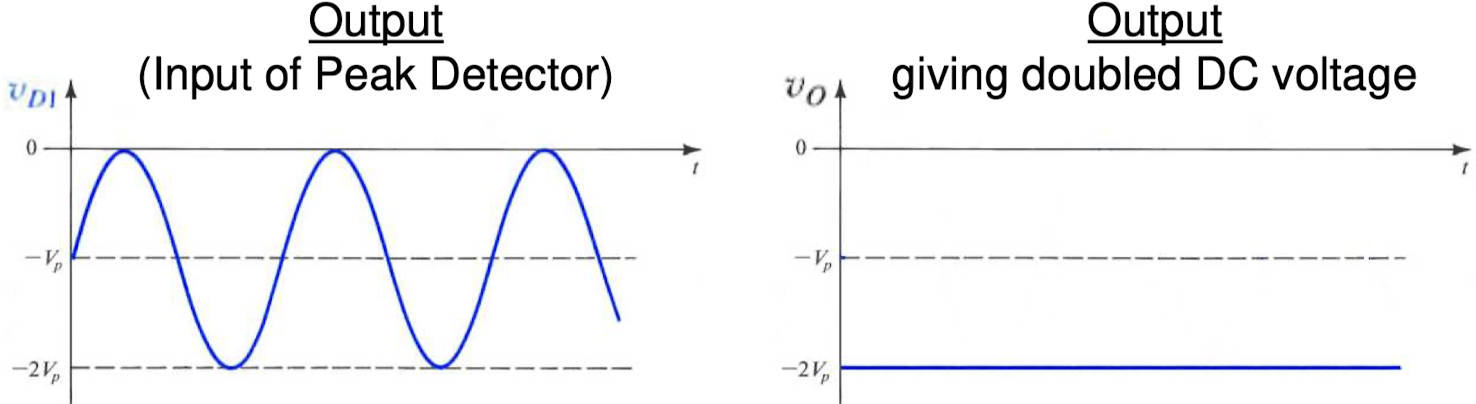 Output
(Input of Peak Detector)
v_{D1}
0
t
−V_p
−2V_p
Output
giving doubled DC voltage
v_O
0
t
−V_p
−2V_p